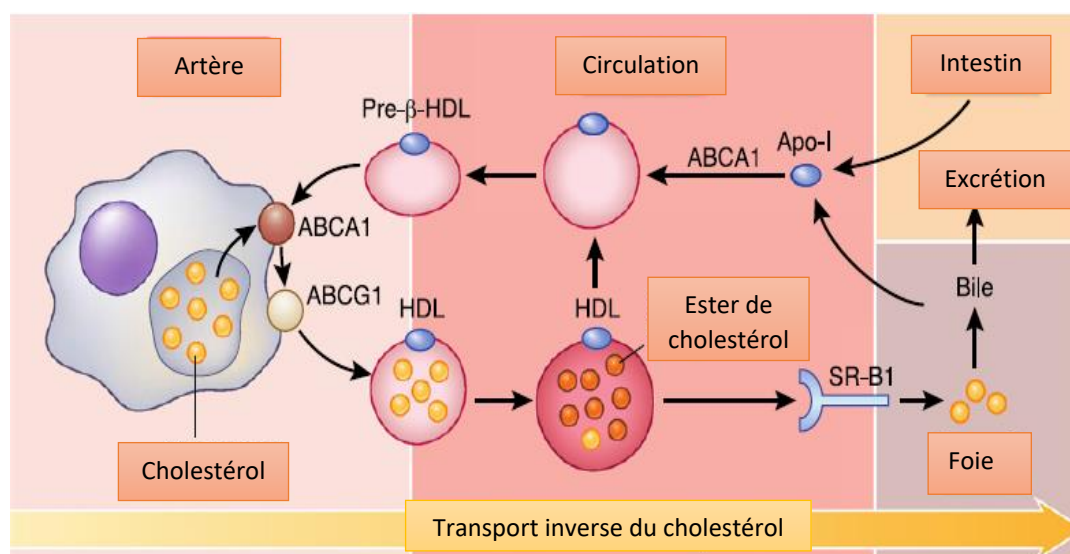 Artère
Circulation
Intestin
Pre-β-HDL
ABCA1
Apo-I
Excrétion
ABCA1
ABCG1
HDL
HDL
Ester de
cholestérol
Bile
SR-B1
Cholestérol
Foie
Transport inverse du cholestérol